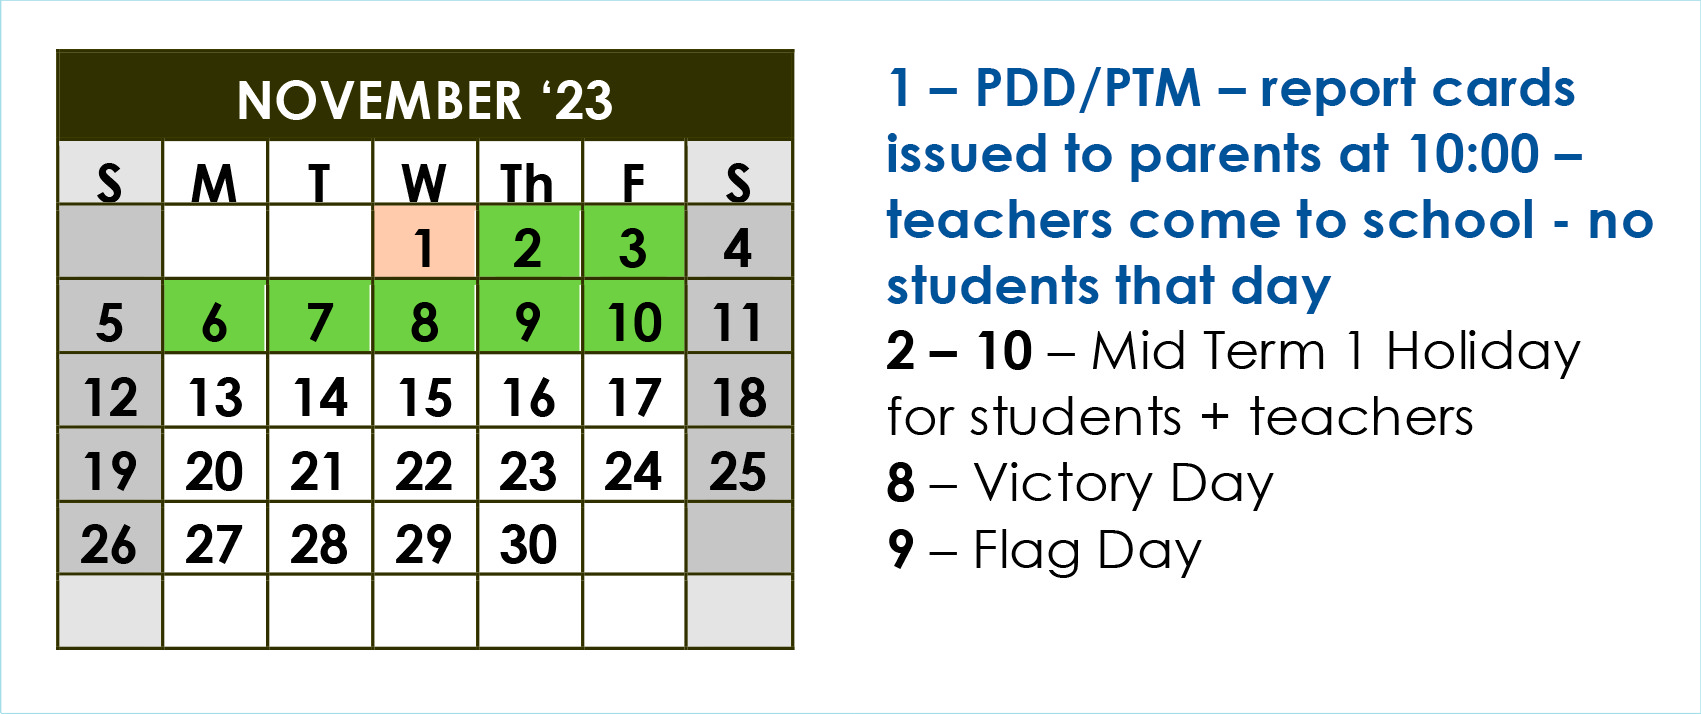 NOVEMBER ‘23
S M T W Th F S
1 2 3 4
5 6 7 8 9 10 11
12 13 14 15 16 17 18
19 20 21 22 23 24 25
26 27 28 29 30
1 – PDD/PTM – report cards
issued to parents at 10:00 –
teachers come to school - no
students that day
2 – 10 – Mid Term 1 Holiday
for students + teachers
8 – Victory Day
9 – Flag Day